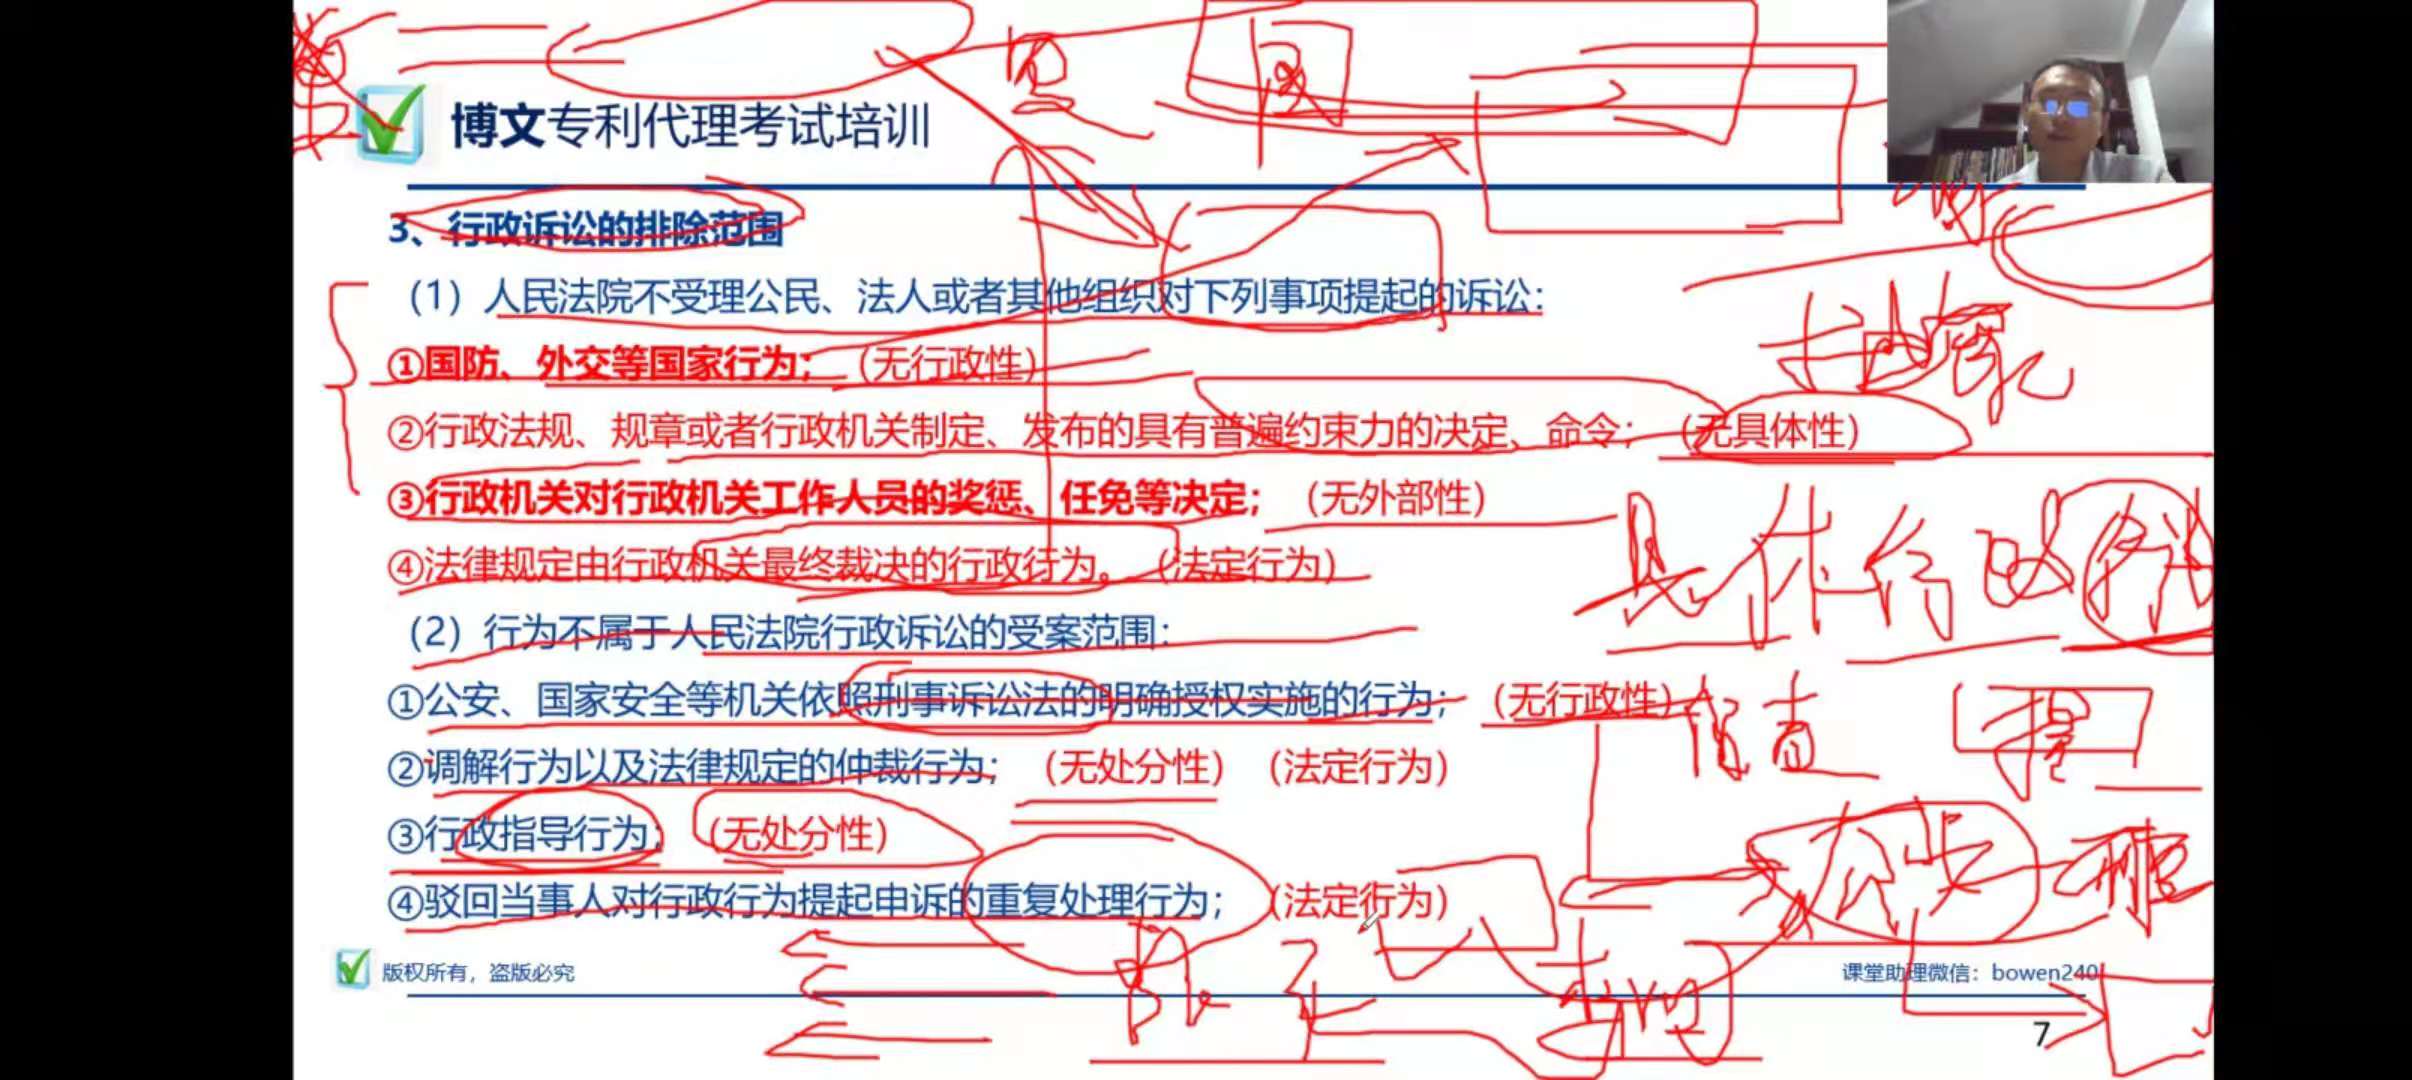 博文专利代理考试培训
3、行政诉讼的排除范围
（1）人民法院不受理公民、法人或者其他组织对下列事项提起的诉讼：
①国防、外交等国家行为；（无行政性）
②行政法规、规章或者行政机关制定、发布的具有普遍约束力的决定、命令；（无具体性）
③行政机关对行政机关工作人员的奖惩、任免等决定；（无外部性）
④法律规定由行政机关最终裁决的行政行为。（法定行为）
（2）行为不属于人民法院行政诉讼的受案范围：
①公安、国家安全等机关依照刑事诉讼法的明确授权实施的行为；（无行政性）
②调解行为以及法律规定的仲裁行为；（无处分性）（法定行为）
③行政指导行为；（无处分性）
④驳回当事人对行政行为提起申诉的重复处理行为；（法定行为）
版权所有，盗版必究
课堂助理微信：bowen240
7